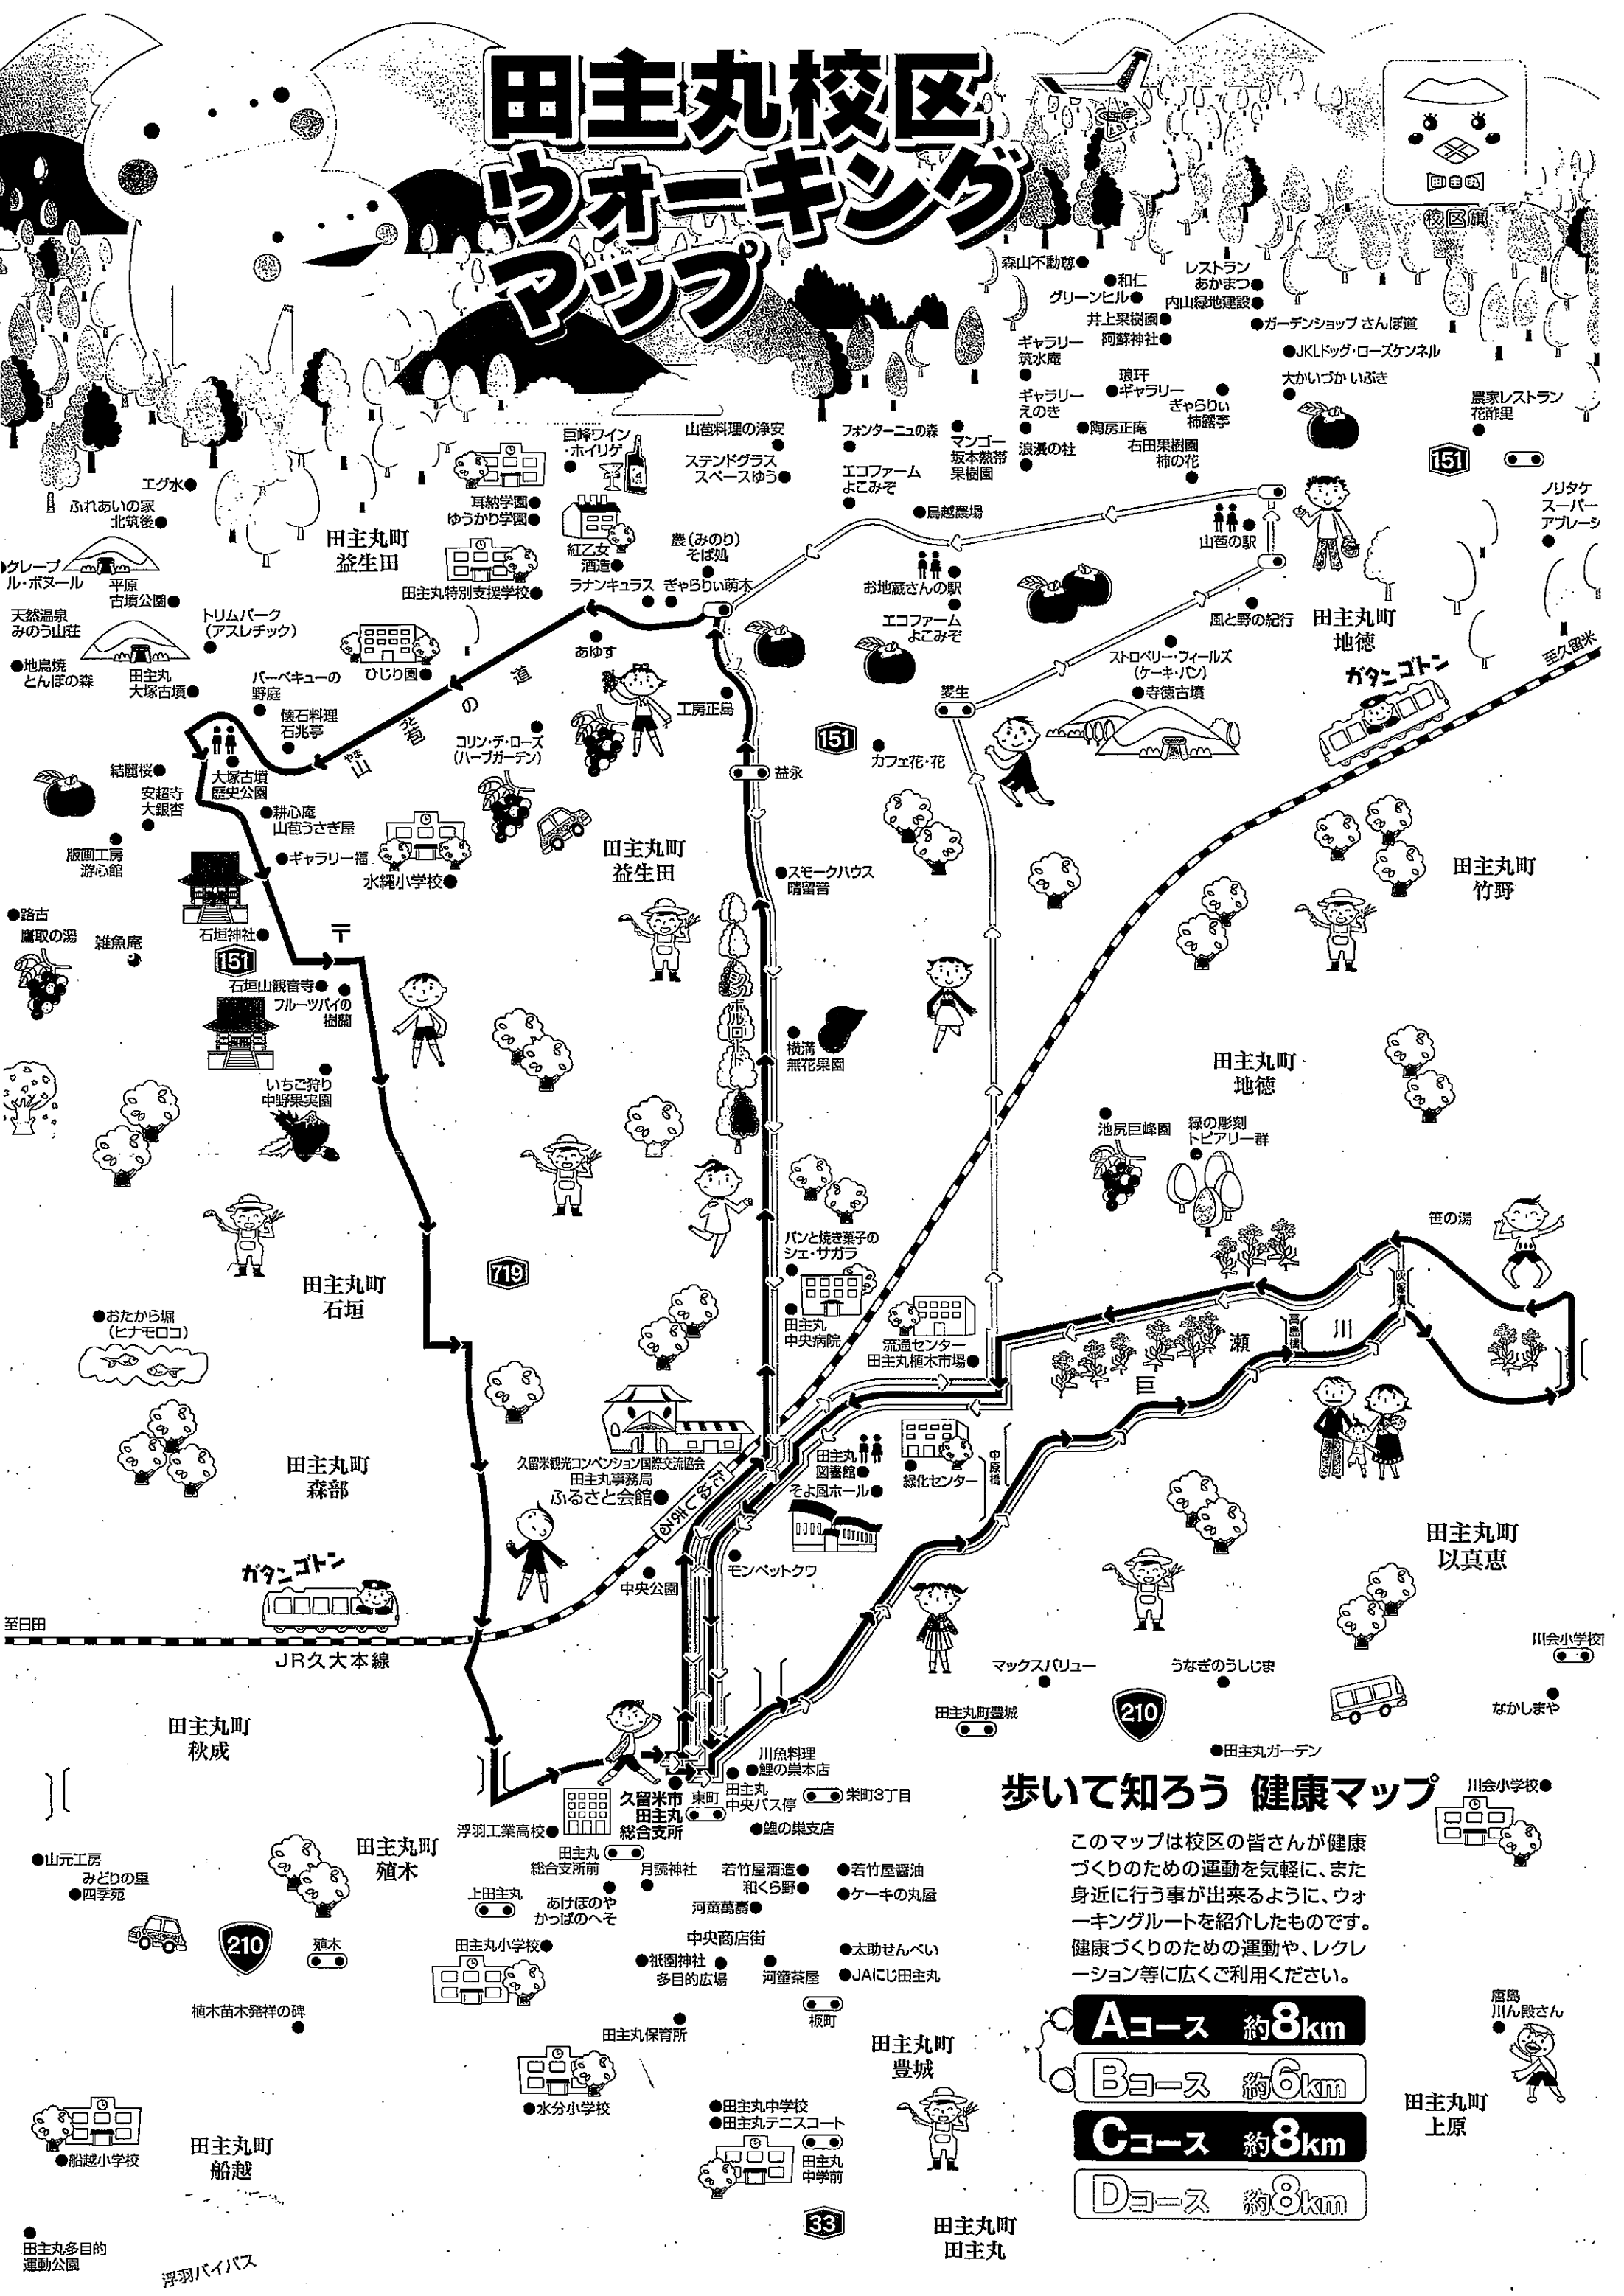 田主丸校区
ウォーキング
マップ
田主丸
校区旗
森山不動尊
和仁
グリーンヒル
レストラン
あかまつ
内山緑地建設
井上果樹園
阿蘇神社
ガーデンショップ さんぽ道
JKLドッグ・ローズケンネル
ギャラリー
筑水庵
琅玕
ギャラリー
大かいづか いぶき
ぎゃらりぃ
柿露亭
農家レストラン
花酢里
ギャラリー
えのき
陶房正庵
浪漫の社
右田果樹園
柿の花
151
巨峰ワイン
・ホイリゲ
山苞料理の浄安
ステンドグラス
スペースゆう
フォンターニュの森
エコファーム
よこみぞ
マンゴー
坂本熱帯
果樹園
鳥越農場
ノリタケ
スーパー
アブレーシ
エグ水
ふれあいの家
北筑後
田主丸町
益生田
耳納学園
ゆうかり学園
紅乙女
酒造
農(みのり)
そば処
山苞の駅
クレープ
ル・ボヌール
平原
古墳公園
田主丸特別支援学校
ラナンキュラス
ぎゃらりぃ萌木
お地蔵さんの駅
エコファーム
よこみぞ
風と野の紀行
田主丸町
地徳
天然温泉
みのう山荘
トリムパーク
(アスレチック)
地鳥焼
とんぼの森
田主丸
大塚古墳
ひじり園
あゆす
ストロベリー・フィールズ
(ケーキ・パン)
寺徳古墳
至久留米
ガタンゴトン
バーベキューの
野庭
懐石料理
石兆亭
山苞の道
工房正島
麦生
コリン・デ・ローズ
(ハーブガーデン)
151
カフェ花・花
益永
結麗桜
大塚古墳
歴史公園
安超寺
大銀杏
耕心庵
山苞うさぎ屋
版画工房
游心館
ギャラリー福
水縄小学校
田主丸町
益生田
スモークハウス
晴留吾
田主丸町
竹野
路古
鷹取の湯
雑魚庵
石垣神社
〒
151
石垣山観音寺
フルーツパイの
樹蘭
シンボルロード
横溝
無花果園
いちご狩り
中野果実園
田主丸町
地徳
池尻巨峰園
緑の彫刻
トピアリー群
笹の湯
パンと焼き菓子の
シェ・サガラ
719
田主丸町
石垣
おたから堀
(ヒナモロコ)
田主丸
中央病院
流通センター
田主丸植木市場
巨瀬川
田主丸町
森部
久留米観光コンベンション国際交流協会
田主丸事務局
ふるさと会館
たぬしまる
田主丸
図書館
そよ風ホール
緑化センター
中原橋
田主丸町
以真恵
中央公園
モンペットクワ
ガタンゴトン
至日田
JR久大本線
マックスバリュー
うなぎのうしじま
川会小学校前
田主丸町豊城
210
なかしまや
田主丸町
秋成
田主丸ガーデン
川魚料理
鯉の巣本店
久留米市
田主丸
総合支所
東町
田主丸
中央バス停
栄町3丁目
浮羽工業高校
鯉の巣支店
歩いて知ろう 健康マップ
川会小学校
このマップは校区の皆さんが健康
づくりのための運動を気軽に、また
身近に行う事が出来るように、ウォ
ーキングルートを紹介したものです。
健康づくりのための運動や、レクレ
ーション等に広くご利用ください。
田主丸町
殖木
田主丸
総合支所前
月読神社
若竹屋酒造
和くら野
若竹屋醤油
ケーキの丸屋
山元工房
みどりの里
四季苑
上田主丸
あけぼのや
かっぱのへそ
河童萬壽
中央商店街
210
殖木
田主丸小学校
祇園神社
多目的広場
河童茶屋
太助せんべい
JAにじ田主丸
植木苗木発祥の碑
田主丸保育所
板町
Aコース 約8km
Bコース 約6km
Cコース 約8km
Dコース 約8km
唐島
川ん殿さん
田主丸町
豊城
田主丸町
上原
水分小学校
田主丸中学校
田主丸テニスコート
田主丸
中学前
船越小学校
田主丸町
船越
33
田主丸町
田主丸
田主丸多目的
運動公園
浮羽バイパス